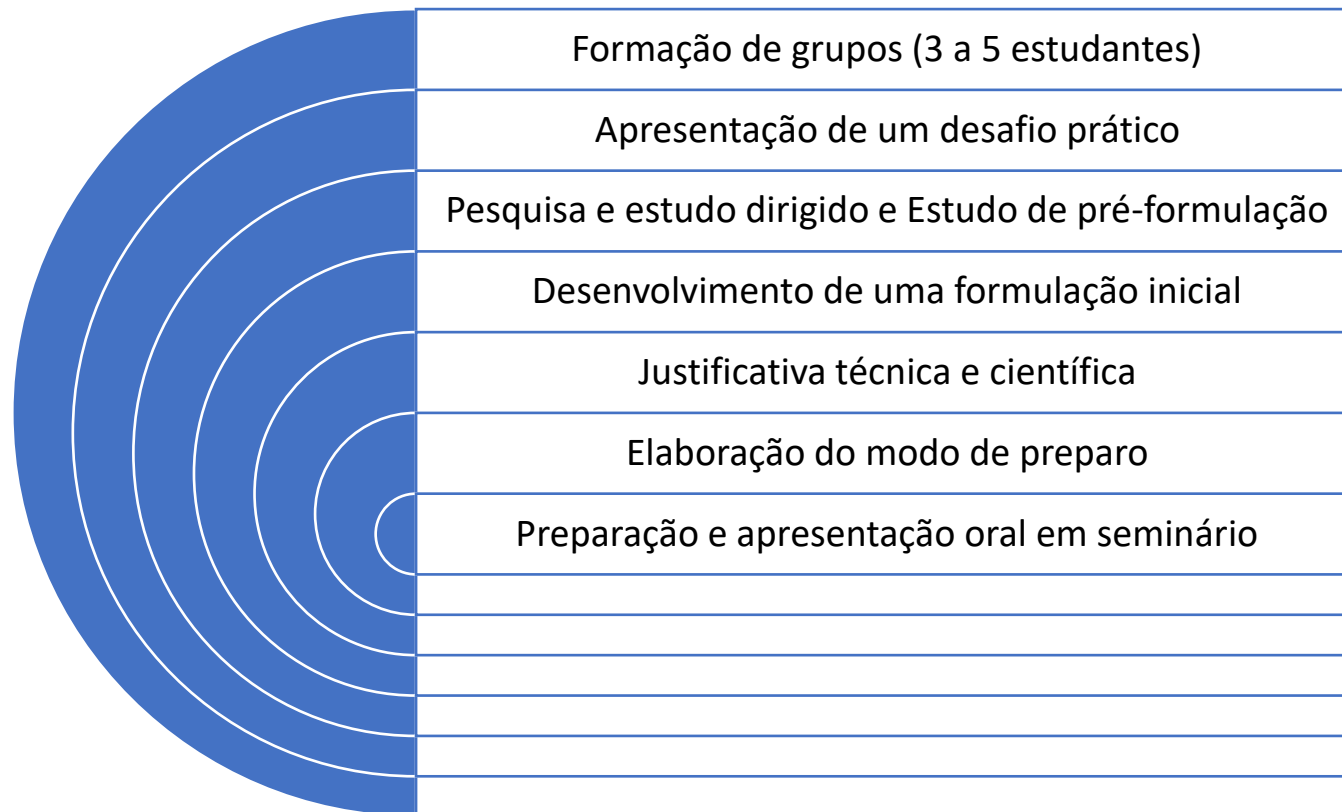 Formação de grupos (3 a 5 estudantes)
Apresentação de um desafio prático
Pesquisa e estudo dirigido e Estudo de pré-formulação
Desenvolvimento de uma formulação inicial
Justificativa técnica e científica
Elaboração do modo de preparo
Preparação e apresentação oral em seminário